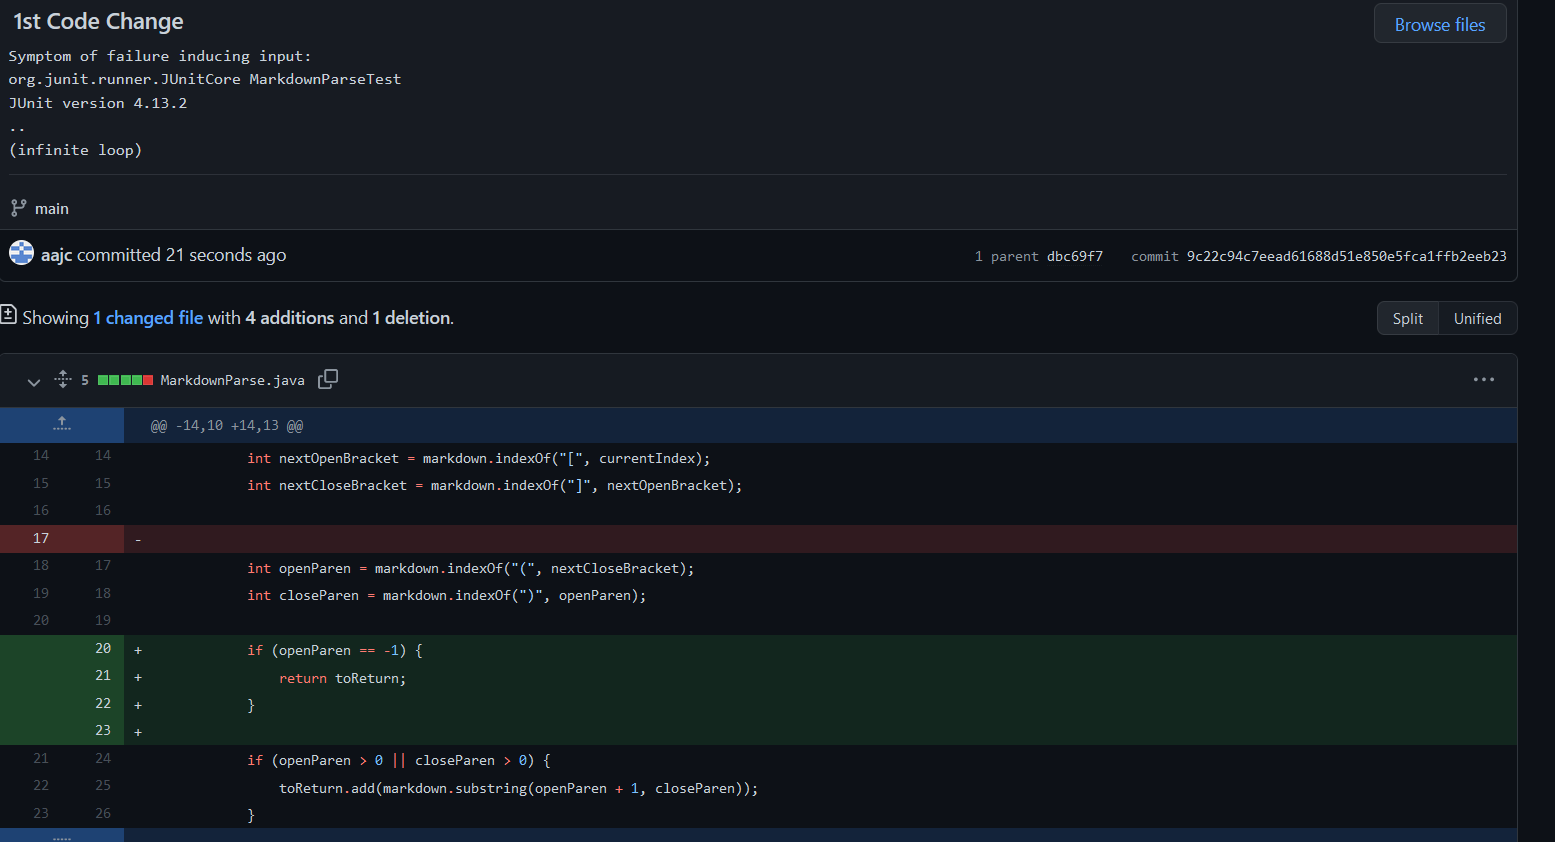 1st Code Change
Browse files
Symptom of failure inducing input:
org.junit.runner.JUnitCore MarkdownParseTest
JUnit version 4.13.2
..
(infinite loop)
main
aajc committed 21 seconds ago
1 parent dbc69f7 commit 9c22c94c7eead61688d51e850e5fca1ffb2eeb23
Showing 1 changed file with 4 additions and 1 deletion.
Split Unified
5 MarkdownParse.java
@@ -14,10 +14,13 @@
14 14 int nextOpenBracket = markdown.indexOf("[", currentIndex);
15 15 int nextCloseBracket = markdown.indexOf("]", nextOpenBracket);
16 16
17 -
18 17 int openParen = markdown.indexOf("(", nextCloseBracket);
19 18 int closeParen = markdown.indexOf(")", openParen);
20 19
20 + if (openParen == -1) {
21 + return toReturn;
22 + }
23 +
21 24 if (openParen > 0 || closeParen > 0) {
22 25 toReturn.add(markdown.substring(openParen + 1, closeParen));
23 26 }